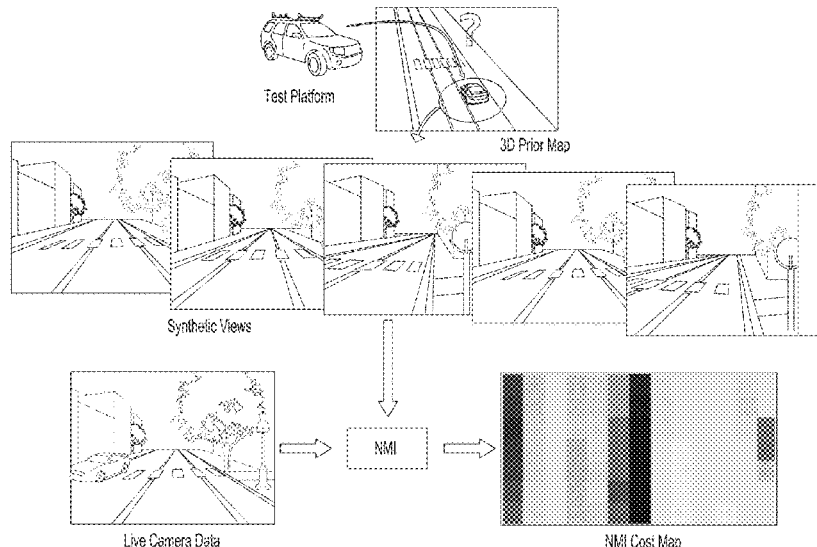 ?
Test Platform
3D Prior Map
Synthetic Views
NMI
Live Camera Data
NMI Cost Map